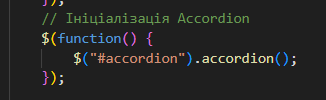 });
// Ініціалізація Accordion
$(function() {
$("#accordion").accordion();
});